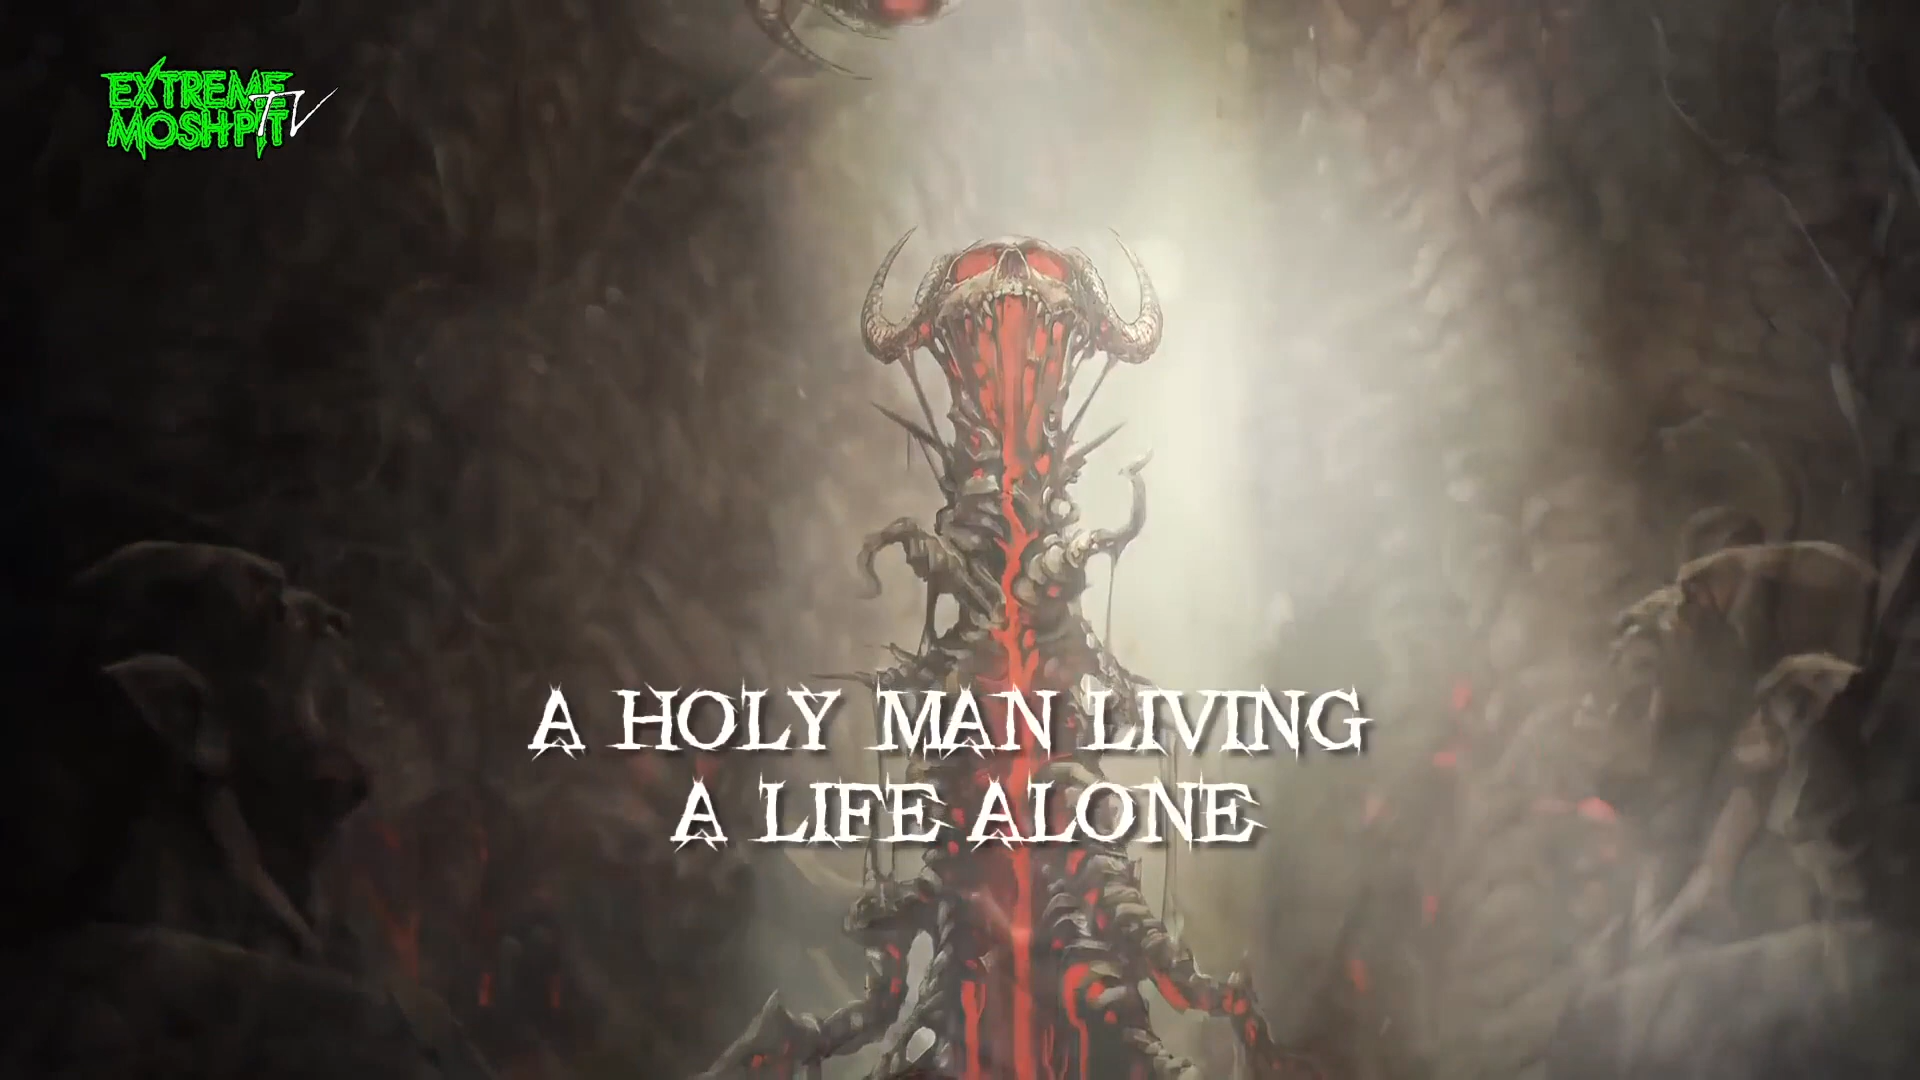 EXTREME
MOSHPIT
TV
A HOLY MAN LIVING
A LIFE ALONE